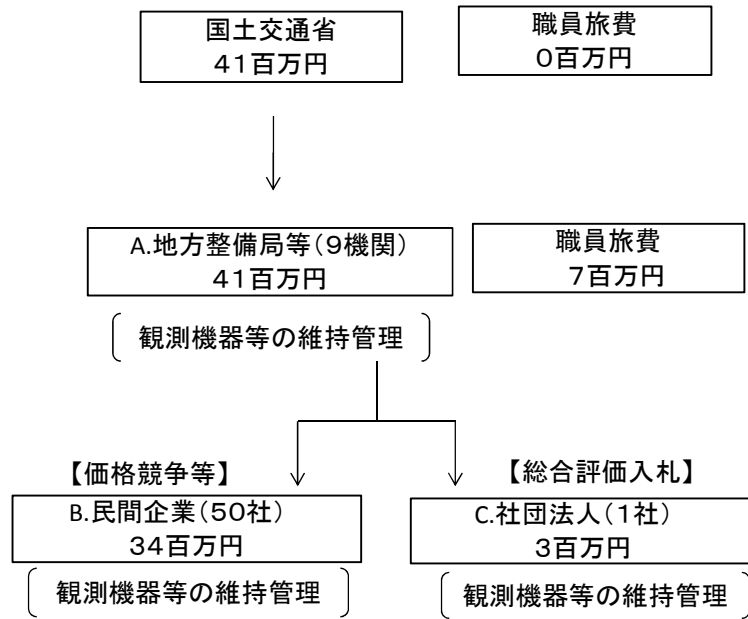 国土交通省
41百万円
職員旅費
0百万円
A.地方整備局等(9機関)
41百万円
職員旅費
7百万円
観測機器等の維持管理
【価格競争等】
【総合評価入札】
B.民間企業(50社)
34百万円
C.社団法人(1社)
3百万円
観測機器等の維持管理
観測機器等の維持管理